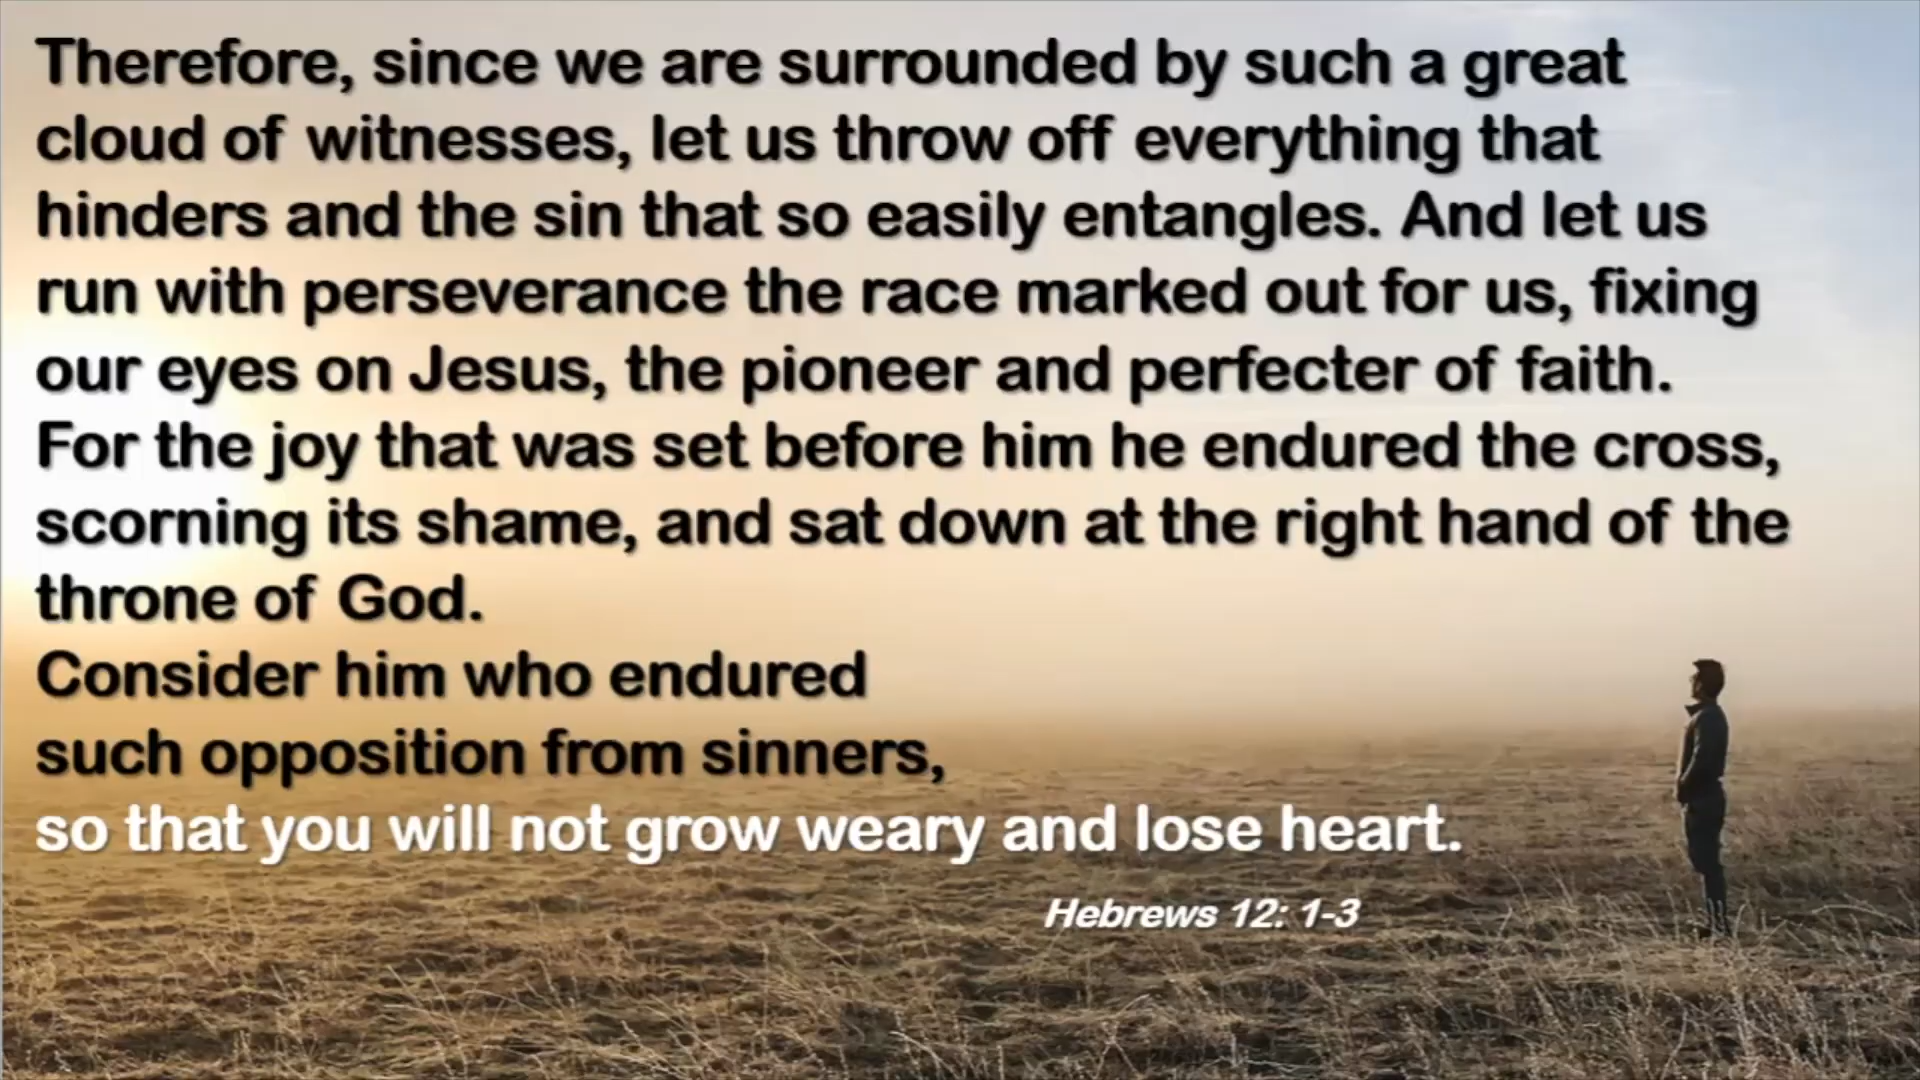 Therefore, since we are surrounded by such a great
cloud of witnesses, let us throw off everything that
hinders and the sin that so easily entangles. And let us
run with perseverance the race marked out for us, fixing
our eyes on Jesus, the pioneer and perfecter of faith.
For the joy that was set before him he endured the cross,
scorning its shame, and sat down at the right hand of the
throne of God.
Consider him who endured
such opposition from sinners,
so that you will not grow weary and lose heart.
Hebrews 12: 1-3